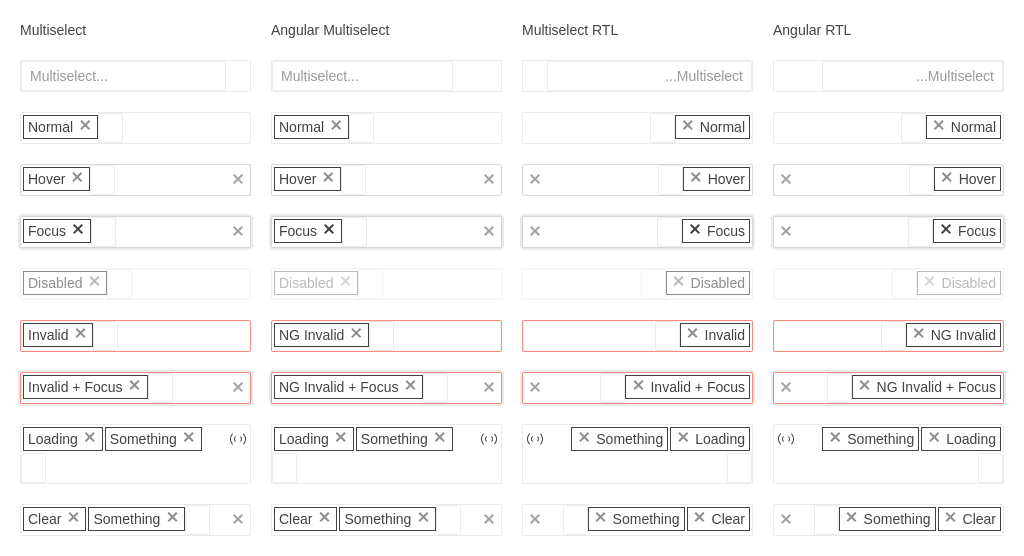 Multiselect Angular Multiselect Multiselect RTL Angular RTL
Multiselect... Multiselect... ...Multiselect ...Multiselect
Normal ✕ Normal ✕ ✕ Normal ✕ Normal
Hover ✕ ✕ Hover ✕ ✕ ✕ ✕ Hover ✕ ✕ Hover
Focus ✕ ✕ Focus ✕ ✕ ✕ ✕ Focus ✕ ✕ Focus
Disabled ✕ Disabled ✕ ✕ Disabled ✕ Disabled
Invalid ✕ NG Invalid ✕ ✕ Invalid ✕ NG Invalid
Invalid + Focus ✕ ✕ NG Invalid + Focus ✕ ✕ ✕ ✕ Invalid + Focus ✕ ✕ NG Invalid + Focus
Loading ✕ Something ✕ Loading ✕ Something ✕ ✕ Something ✕ Loading ✕ Something ✕ Loading
Clear ✕ Something ✕ ✕ Clear ✕ Something ✕ ✕ ✕ ✕ Something ✕ Clear ✕ ✕ Something ✕ Clear